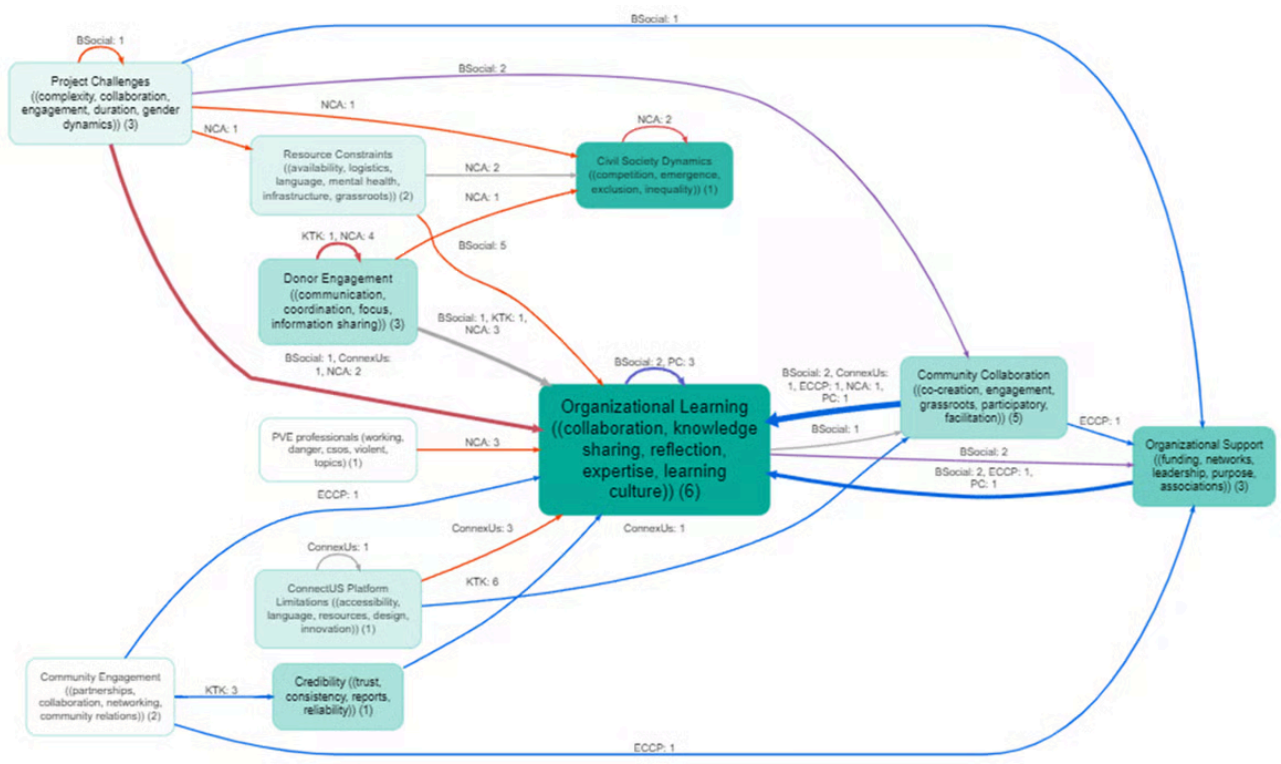 BSocial: 1
BSocial: 1
Project Challenges
((complexity, collaboration,
engagement, duration, gender
dynamics)) (3)
BSocial: 2
NCA: 1
NCA: 1
NCA: 2
Resource Constraints
((availability, logistics,
language, mental health,
infrastructure, grassroots)) (2)
NCA: 2
Civil Society Dynamics
((competition, emergence,
exclusion, inequality)) (1)
NCA: 1
KTK: 1, NCA: 4
BSocial: 5
Donor Engagement
((communication,
coordination, focus,
information sharing)) (3)
BSocial: 1, KTK: 1,
NCA: 3
BSocial: 1, ConnexUs:
1, NCA: 2
BSocial: 2, PC: 3
Organizational Learning
((collaboration, knowledge
sharing, reflection,
expertise, learning
culture)) (6)
BSocial: 2, ConnexUs:
1, ECCP: 1, NCA: 1,
PC: 1
Community Collaboration
((co-creation, engagement,
grassroots, participatory,
facilitation)) (5)
BSocial: 1
ECCP: 1
BSocial: 2
BSocial: 2, ECCP: 1,
PC: 1
Organizational Support
((funding, networks,
leadership, purpose,
associations)) (3)
PVE professionals (working,
danger, csos, violent,
topics) (1)
NCA: 3
ECCP: 1
ConnexUs: 3
ConnexUs: 1
ConnexUs: 1
ConnectUS Platform
Limitations ((accessibility,
language, resources, design,
innovation)) (1)
KTK: 6
Community Engagement
((partnerships,
collaboration, networking,
community relations)) (2)
KTK: 3
Credibility ((trust,
consistency, reports,
reliability)) (1)
ECCP: 1